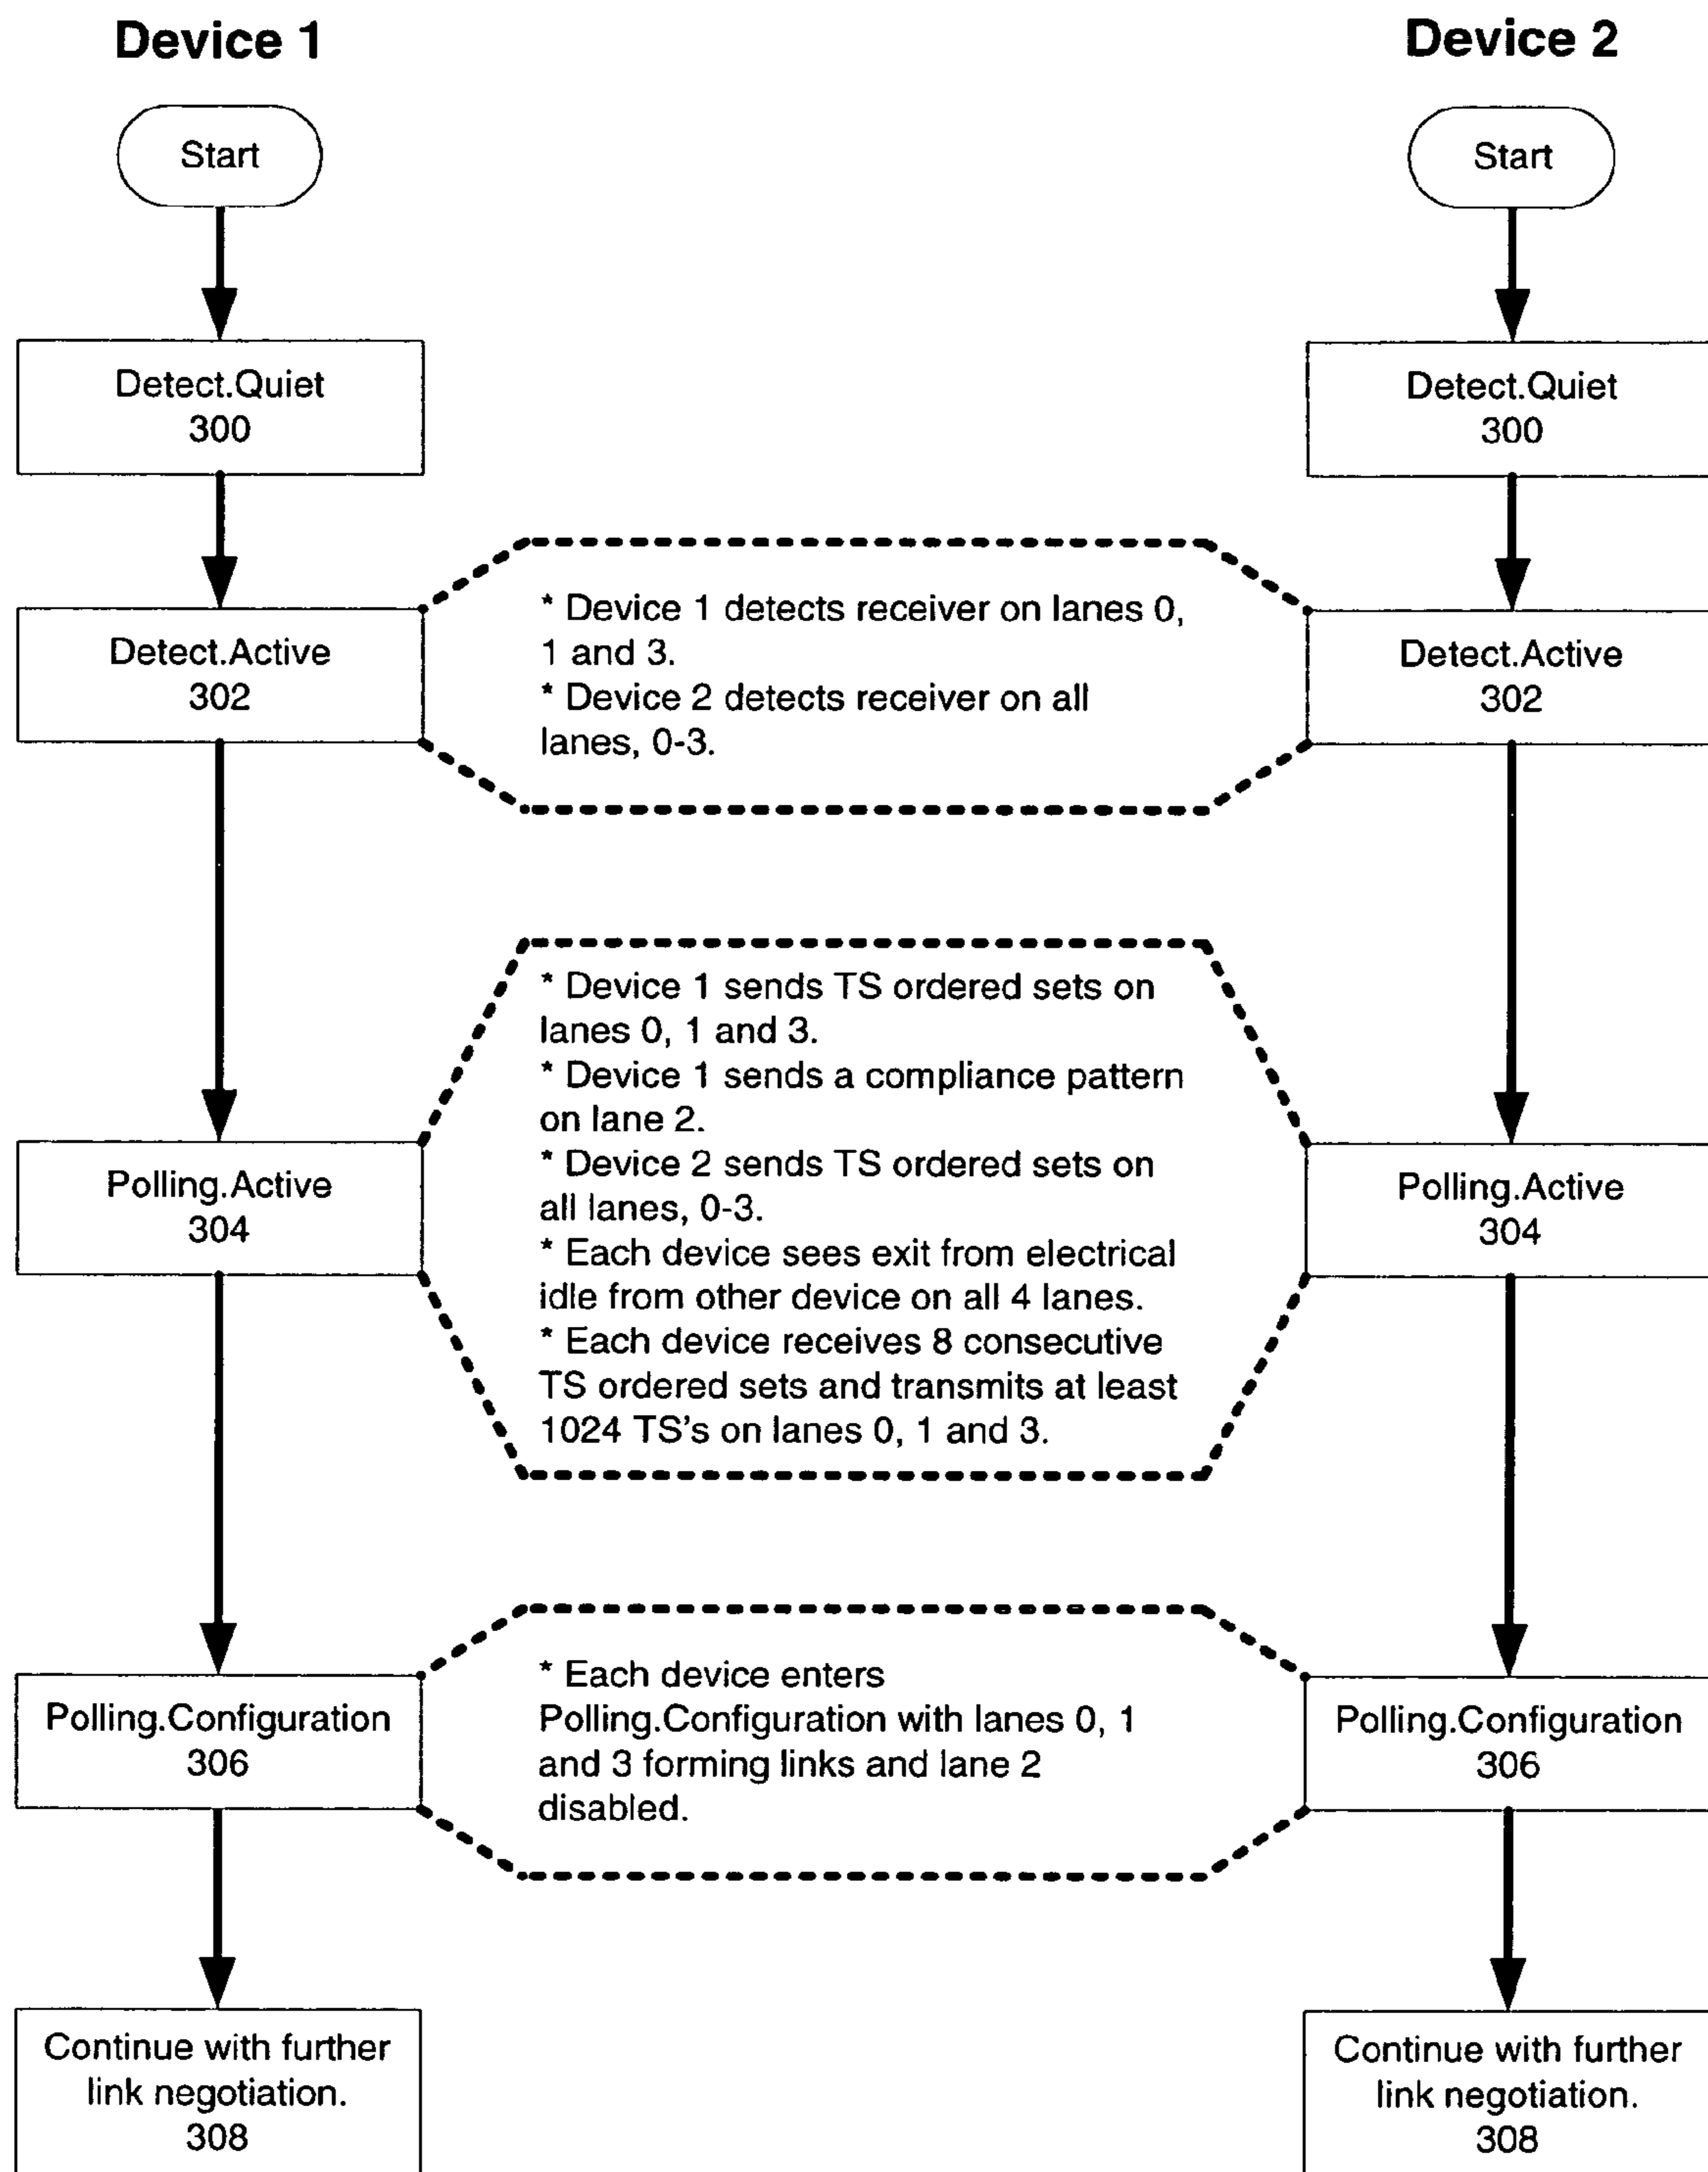 Device 1
Device 2
Start
Start
Detect.Quiet
300
Detect.Quiet
300
Detect.Active
302
* Device 1 detects receiver on lanes 0,
1 and 3.
* Device 2 detects receiver on all
lanes, 0-3.
Detect.Active
302
Polling.Active
304
* Device 1 sends TS ordered sets on
lanes 0, 1 and 3.
* Device 1 sends a compliance pattern
on lane 2.
* Device 2 sends TS ordered sets on
all lanes, 0-3.
* Each device sees exit from electrical
idle from other device on all 4 lanes.
* Each device receives 8 consecutive
TS ordered sets and transmits at least
1024 TS's on lanes 0, 1 and 3.
Polling.Active
304
Polling.Configuration
306
* Each device enters
Polling.Configuration with lanes 0, 1
and 3 forming links and lane 2
disabled.
Polling.Configuration
306
Continue with further
link negotiation.
308
Continue with further
link negotiation.
308